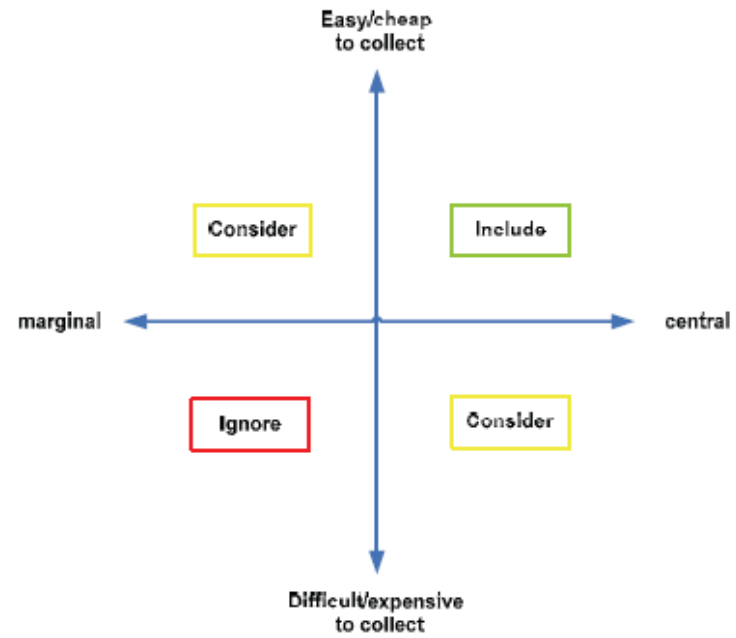 Easy/cheap
to collect
Consider
Include
marginal
central
Ignore
Consider
Difficult/expensive
to collect